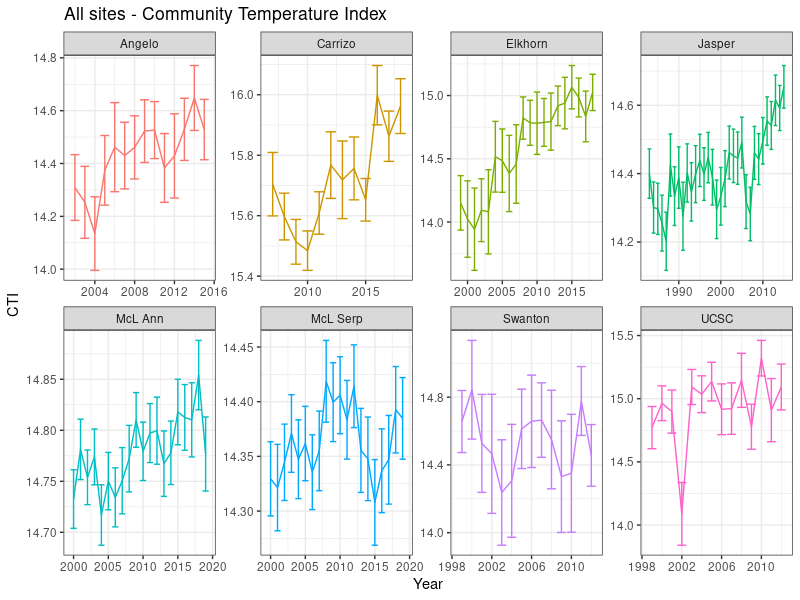 All sites - Community Temperature Index
Angelo Carrizo Elkhorn Jasper
14.8
14.6
14.4
14.2
14.0
16.0
15.8
15.6
15.4
15.0
14.5
14.0
14.6
14.4
14.2
2004 2008 2012 2016
2010 2015
2000 2005 2010 2015
1990 2000 2010
CTI
McL Ann McL Serp Swanton UCSC
14.85
14.80
14.75
14.70
14.45
14.40
14.35
14.30
14.8
14.4
14.0
15.5
15.0
14.5
14.0
2000 2005 2010 2015 2020
2000 2005 2010 2015 2020
1998 2002 2006 2010
1998 2002 2006 2010
Year